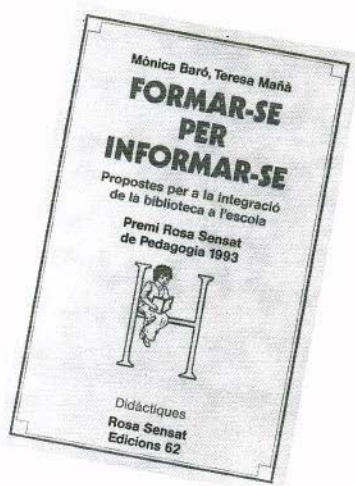 Mònica Baró, Teresa Mañà
FORMAR-SE
PER
INFORMAR-SE
Propostes per a la integració
de la biblioteca a l'escola
Premi Rosa Sensat
de Pedagogia 1993
H
Didàctiques
Rosa Sensat
Edicions 62